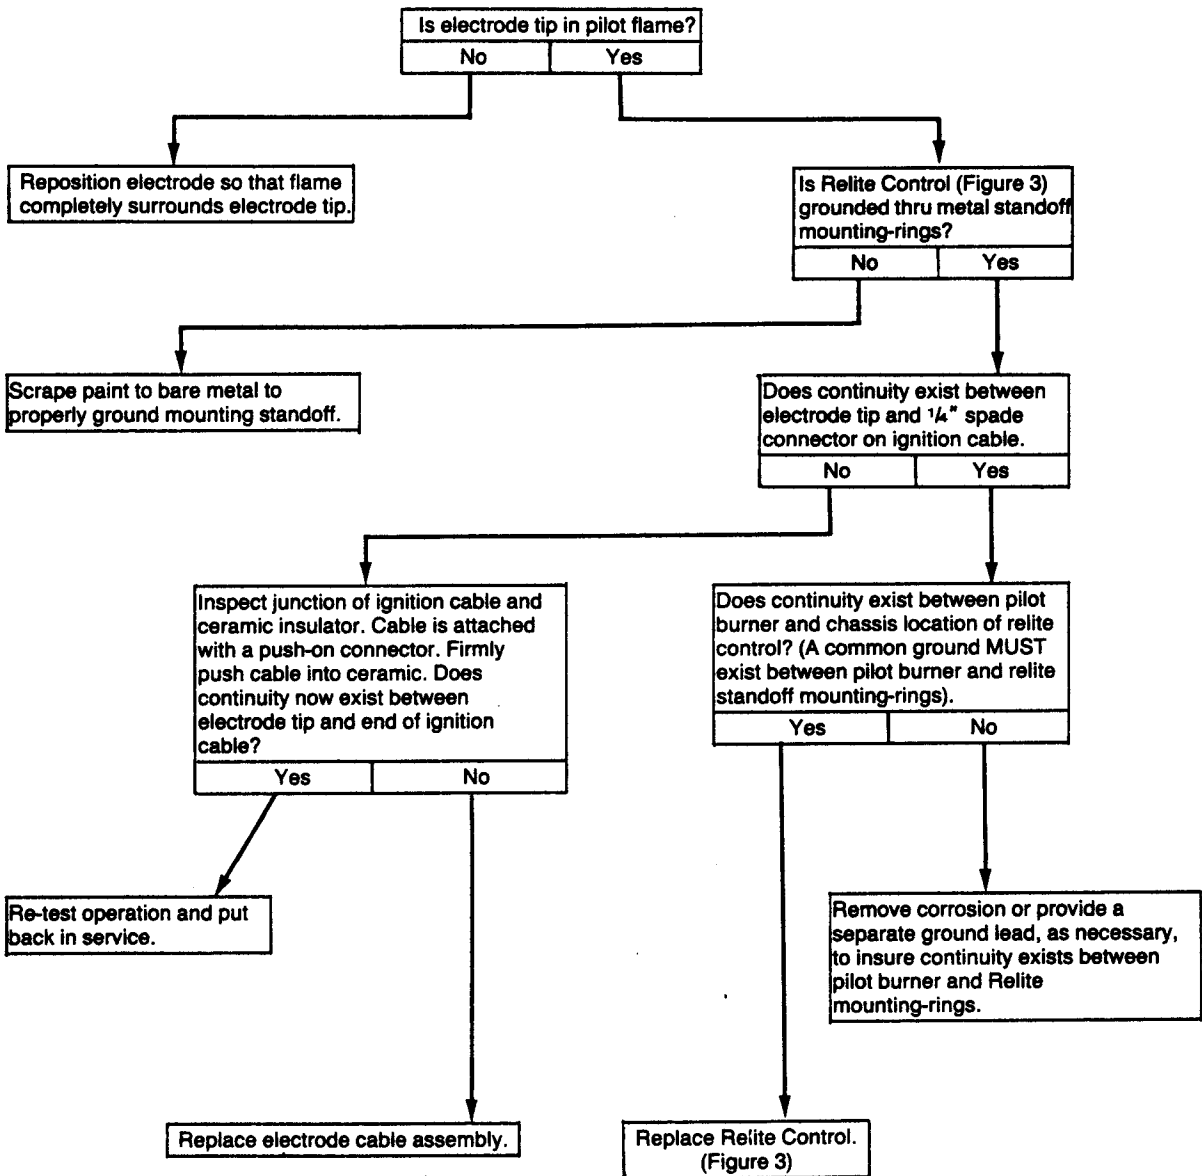 Is electrode tip in pilot flame?
No
Yes
Reposition electrode so that flame
completely surrounds electrode tip.
Is Relite Control (Figure 3)
grounded thru metal standoff
mounting-rings?
No
Yes
Scrape paint to bare metal to
properly ground mounting standoff.
Does continuity exist between
electrode tip and 1/4" spade
connector on ignition cable.
No
Yes
Inspect junction of ignition cable and
ceramic insulator. Cable is attached
with a push-on connector. Firmly
push cable into ceramic. Does
continuity now exist between
electrode tip and end of ignition
cable?
Yes
No
Does continuity exist between pilot
burner and chassis location of relite
control? (A common ground MUST
exist between pilot burner and relite
standoff mounting-rings).
Yes
No
Re-test operation and put
back in service.
Remove corrosion or provide a
separate ground lead, as necessary,
to insure continuity exists between
pilot burner and Relite
mounting-rings.
Replace electrode cable assembly.
Replace Relite Control.
(Figure 3)